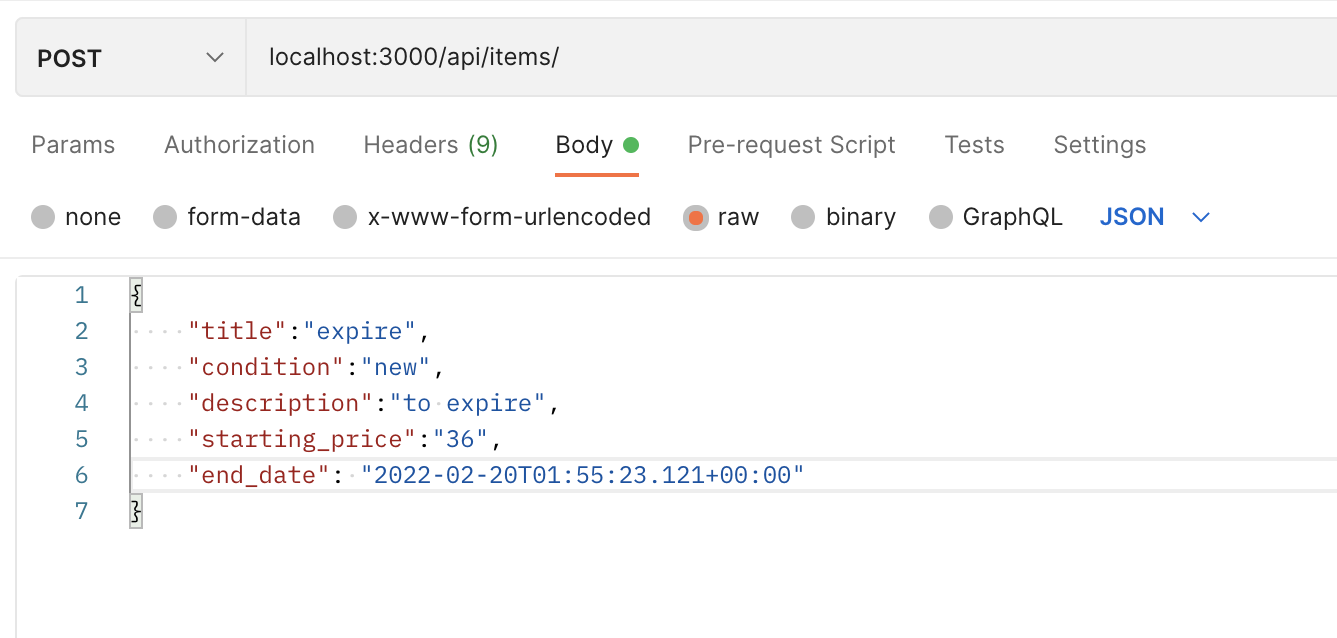 POST localhost:3000/api/items/
Params Authorization Headers (9) Body Pre-request Script Tests Settings
none form-data x-www-form-urlencoded raw binary GraphQL JSON
1 {
2 "title":"expire",
3 "condition":"new",
4 "description":"to expire",
5 "starting_price":"36",
6 "end_date": "2022-02-20T01:55:23.121+00:00"
7 }